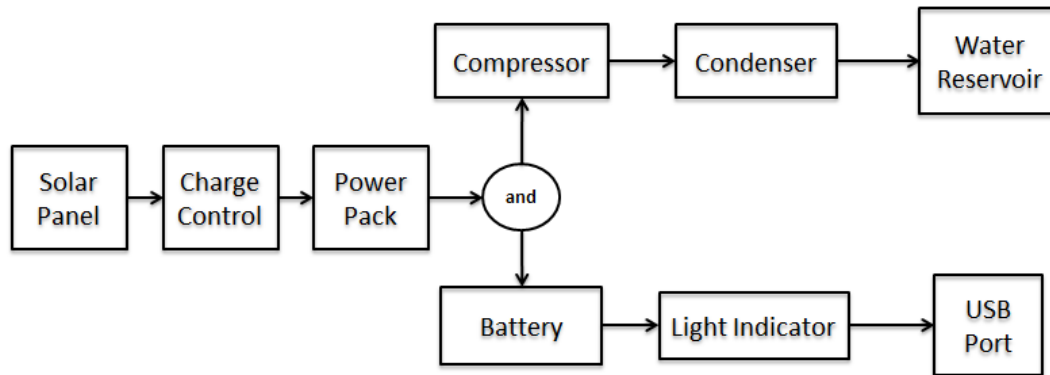 Solar
Panel
Charge
Control
Power
Pack
and
Compressor
Condenser
Water
Reservoir
Battery
Light Indicator
USB
Port